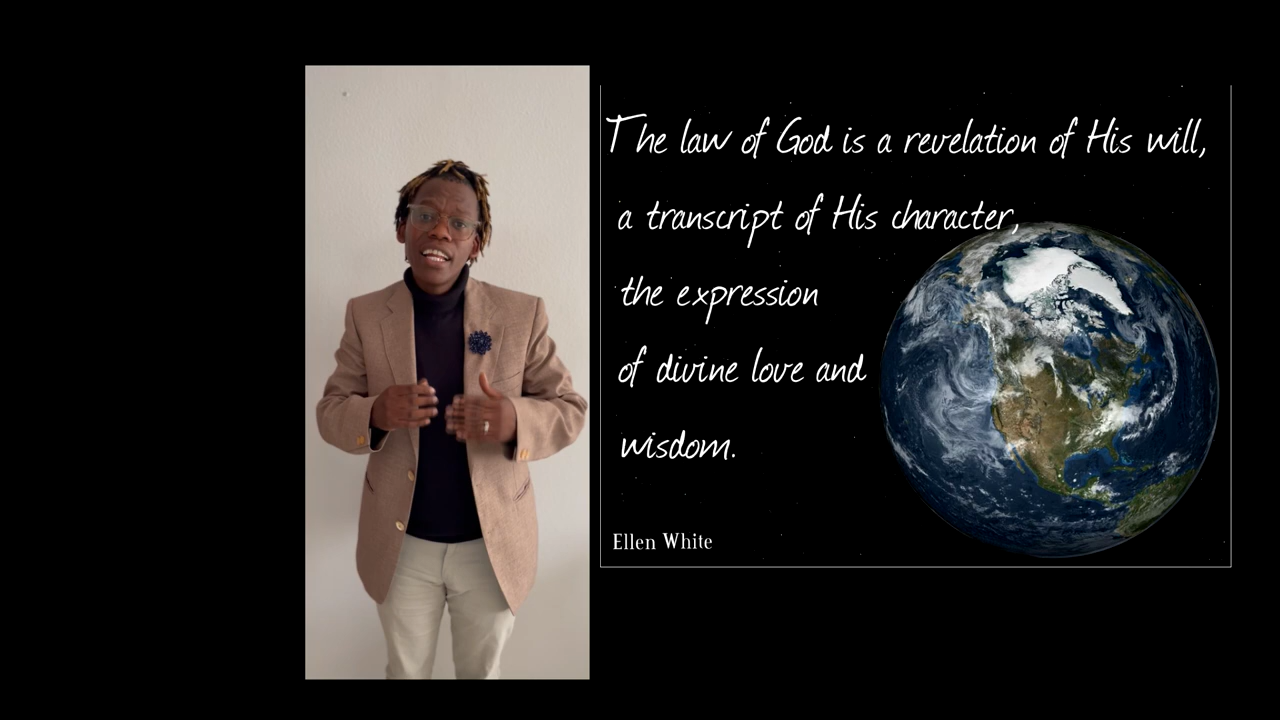 The law of God is a revelation of His will,
a transcript of His character,
the expression
of divine love and
wisdom.
Ellen White